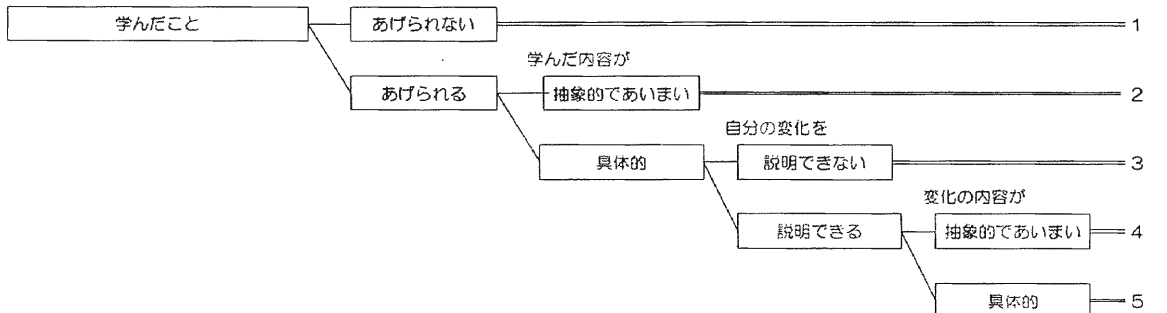 学んだこと あげられない 1
学んだ内容が
あげられる 抽象的であいまい 2
自分の変化を
具体的 説明できない 3
変化の内容が
説明できる 抽象的であいまい 4
具体的 5